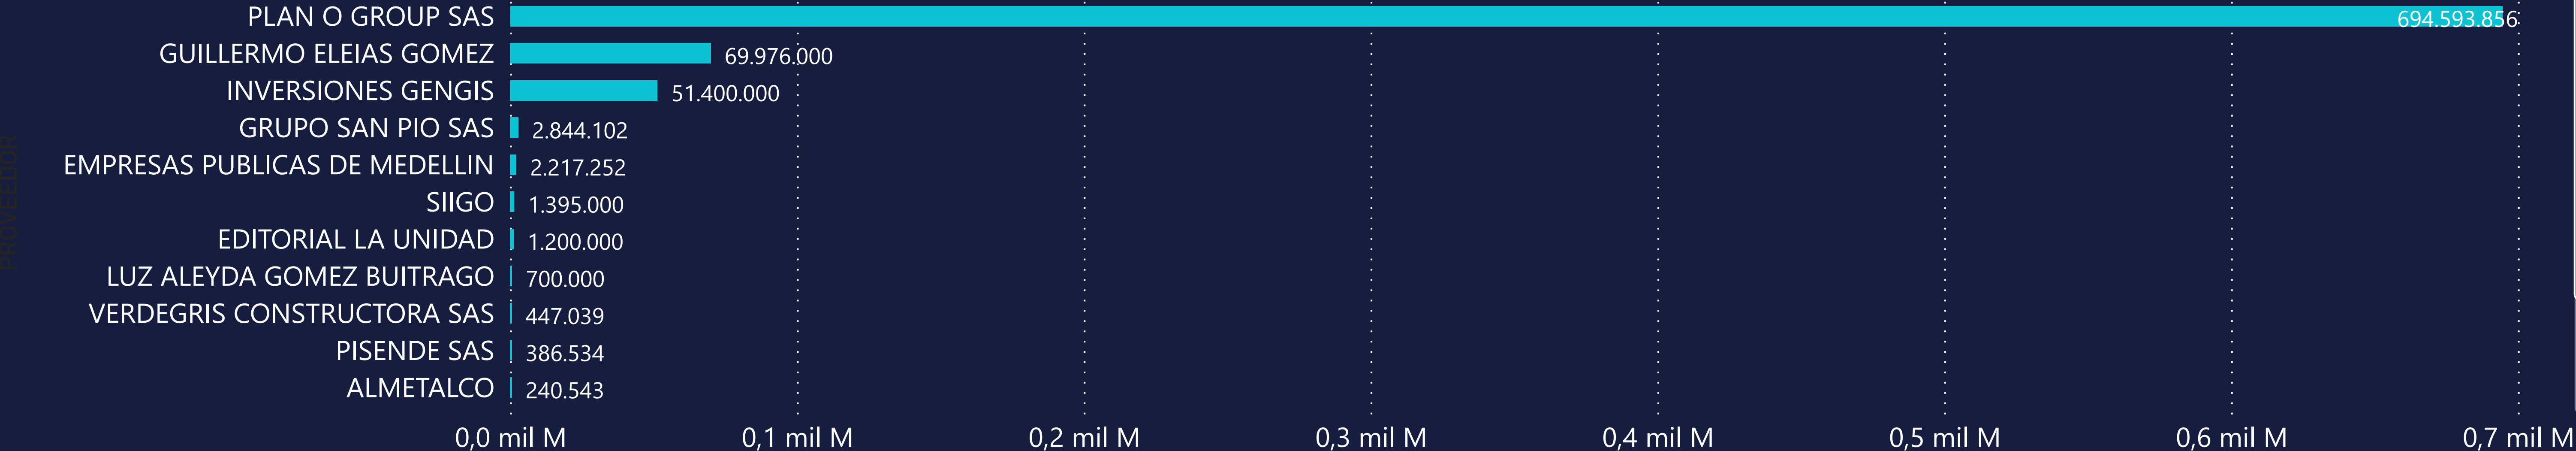 PLAN O GROUP SAS 694.593.856
GUILLERMO ELEIAS GOMEZ 69.976.000
INVERSIONES GENGIS 51.400.000
GRUPO SAN PIO SAS 2.844.102
EMPRESAS PUBLICAS DE MEDELLIN 2.217.252
SIIGO 1.395.000
EDITORIAL LA UNIDAD 1.200.000
LUZ ALEYDA GOMEZ BUITRAGO 700.000
VERDEGRIS CONSTRUCTORA SAS 447.039
PISENDE SAS 386.534
ALMETALCO 240.543
PROVEEDOR
0,0 mil M 0,1 mil M 0,2 mil M 0,3 mil M 0,4 mil M 0,5 mil M 0,6 mil M 0,7 mil M